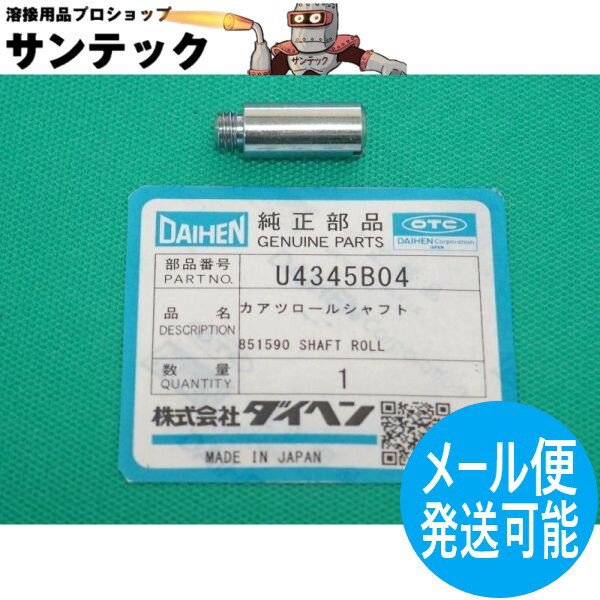 溶接用品プロショップ
サンテック
サンテック
DAIHEN
純正部品
GENUINE PARTS
OTC
DAIHEN Corporation
JAPAN
部品番号
PART NO.
U4345B04
品名
DESCRIPTION
カアツロールシャフト
851590 SHAFT ROLL
数量
QUANTITY
1
株式会社ダイヘン
MADE IN JAPAN
メール便
発送可能